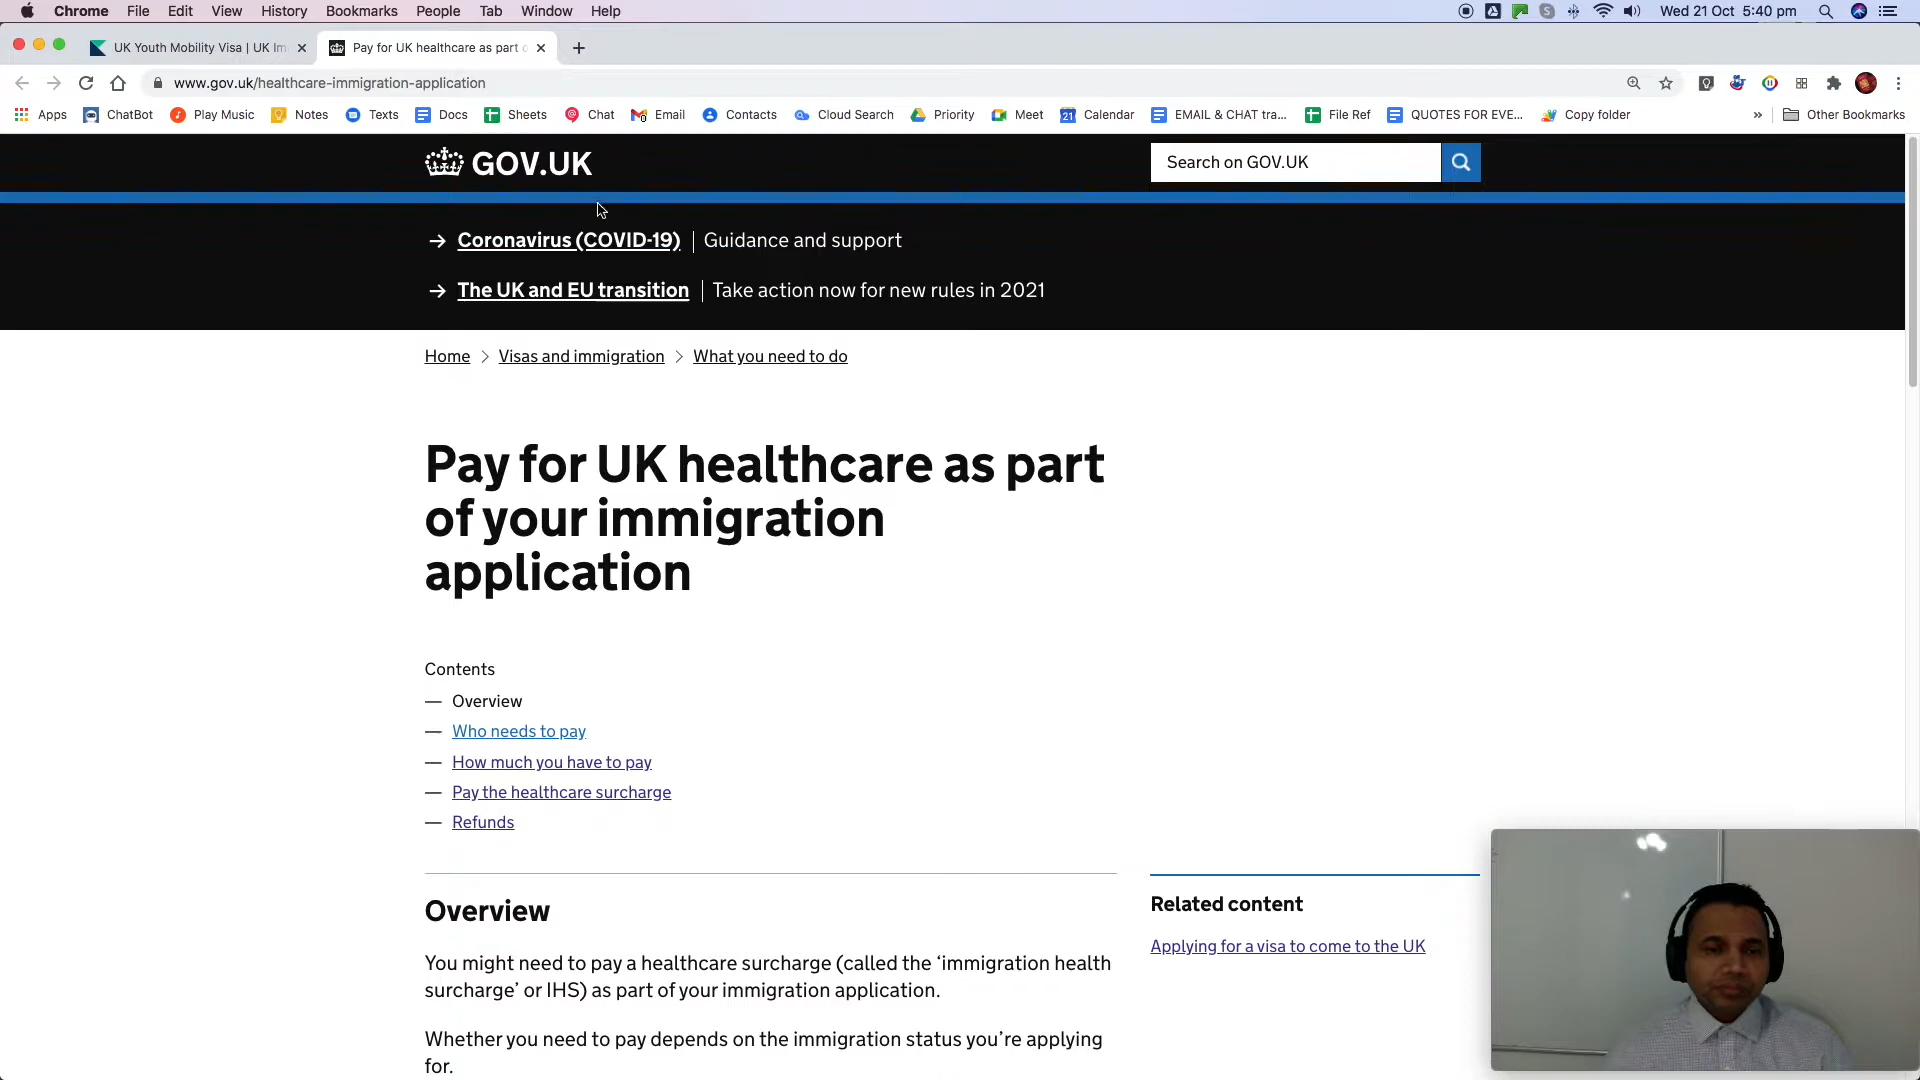 Chrome File Edit View History Bookmarks People Tab Window Help Wed 21 Oct 5:40 pm
UK Youth Mobility Visa | UK Im
Pay for UK healthcare as part o
www.gov.uk/healthcare-immigration-application
Apps ChatBot Play Music Notes Texts Docs Sheets Chat Email Contacts Cloud Search Priority Meet 21 Calendar EMAIL & CHAT tra... File Ref QUOTES FOR EVE... Copy folder » Other Bookmarks
GOV.UK
Search on GOV.UK
→ Coronavirus (COVID-19) | Guidance and support
→ The UK and EU transition | Take action now for new rules in 2021
Home > Visas and immigration > What you need to do
Pay for UK healthcare as part
of your immigration
application
Contents
— Overview
— Who needs to pay
— How much you have to pay
— Pay the healthcare surcharge
— Refunds
Overview
You might need to pay a healthcare surcharge (called the ‘immigration health
surcharge’ or IHS) as part of your immigration application.
Whether you need to pay depends on the immigration status you’re applying
for.
Related content
Applying for a visa to come to the UK